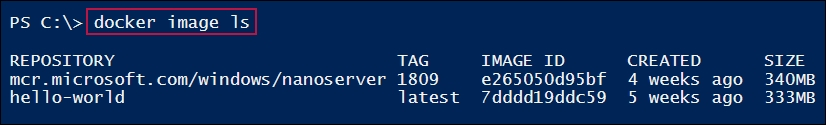 PS C:\> docker image ls
REPOSITORY TAG IMAGE ID CREATED SIZE
mcr.microsoft.com/windows/nanoserver 1809 e265050d95bf 4 weeks ago 340MB
hello-world latest 7dddd19ddc59 5 weeks ago 333MB